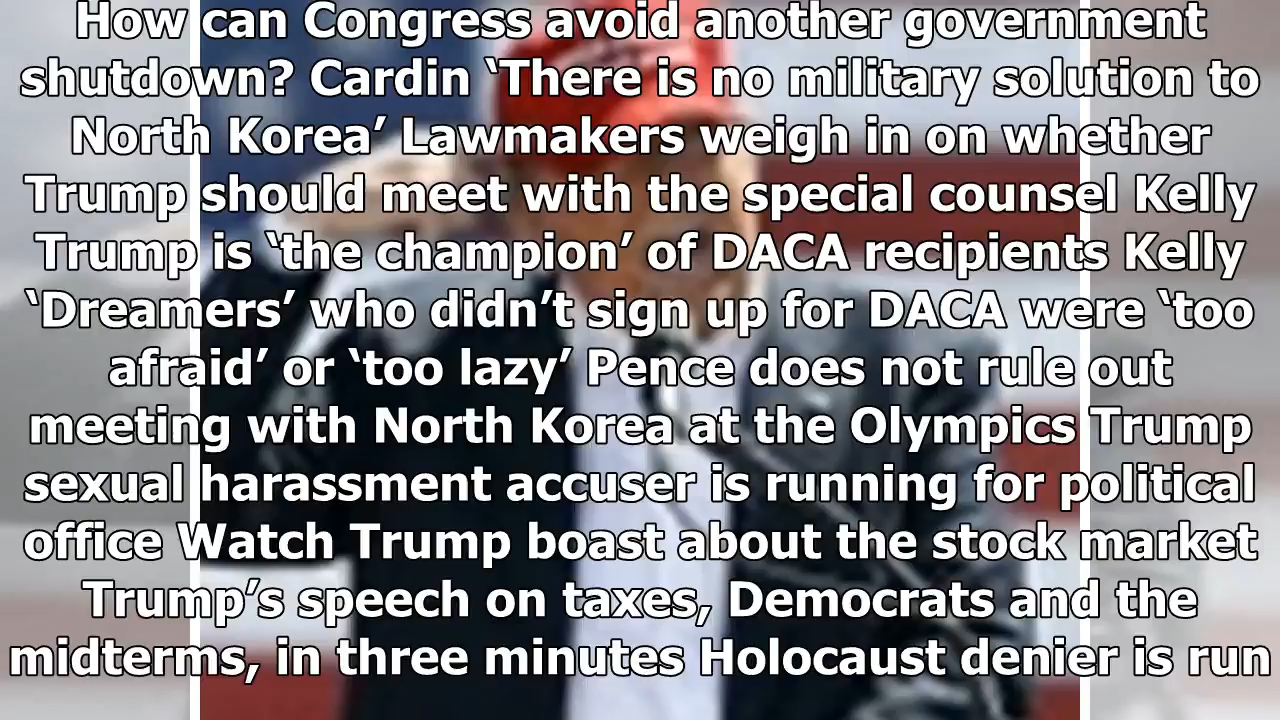 How can Congress avoid another government
shutdown? Cardin ‘There is no military solution to
North Korea’ Lawmakers weigh in on whether
Trump should meet with the special counsel Kelly
Trump is ‘the champion’ of DACA recipients Kelly
‘Dreamers’ who didn’t sign up for DACA were ‘too
afraid’ or ‘too lazy’ Pence does not rule out
meeting with North Korea at the Olympics Trump
sexual harassment accuser is running for political
office Watch Trump boast about the stock market
Trump’s speech on taxes, Democrats and the
midterms, in three minutes Holocaust denier is run